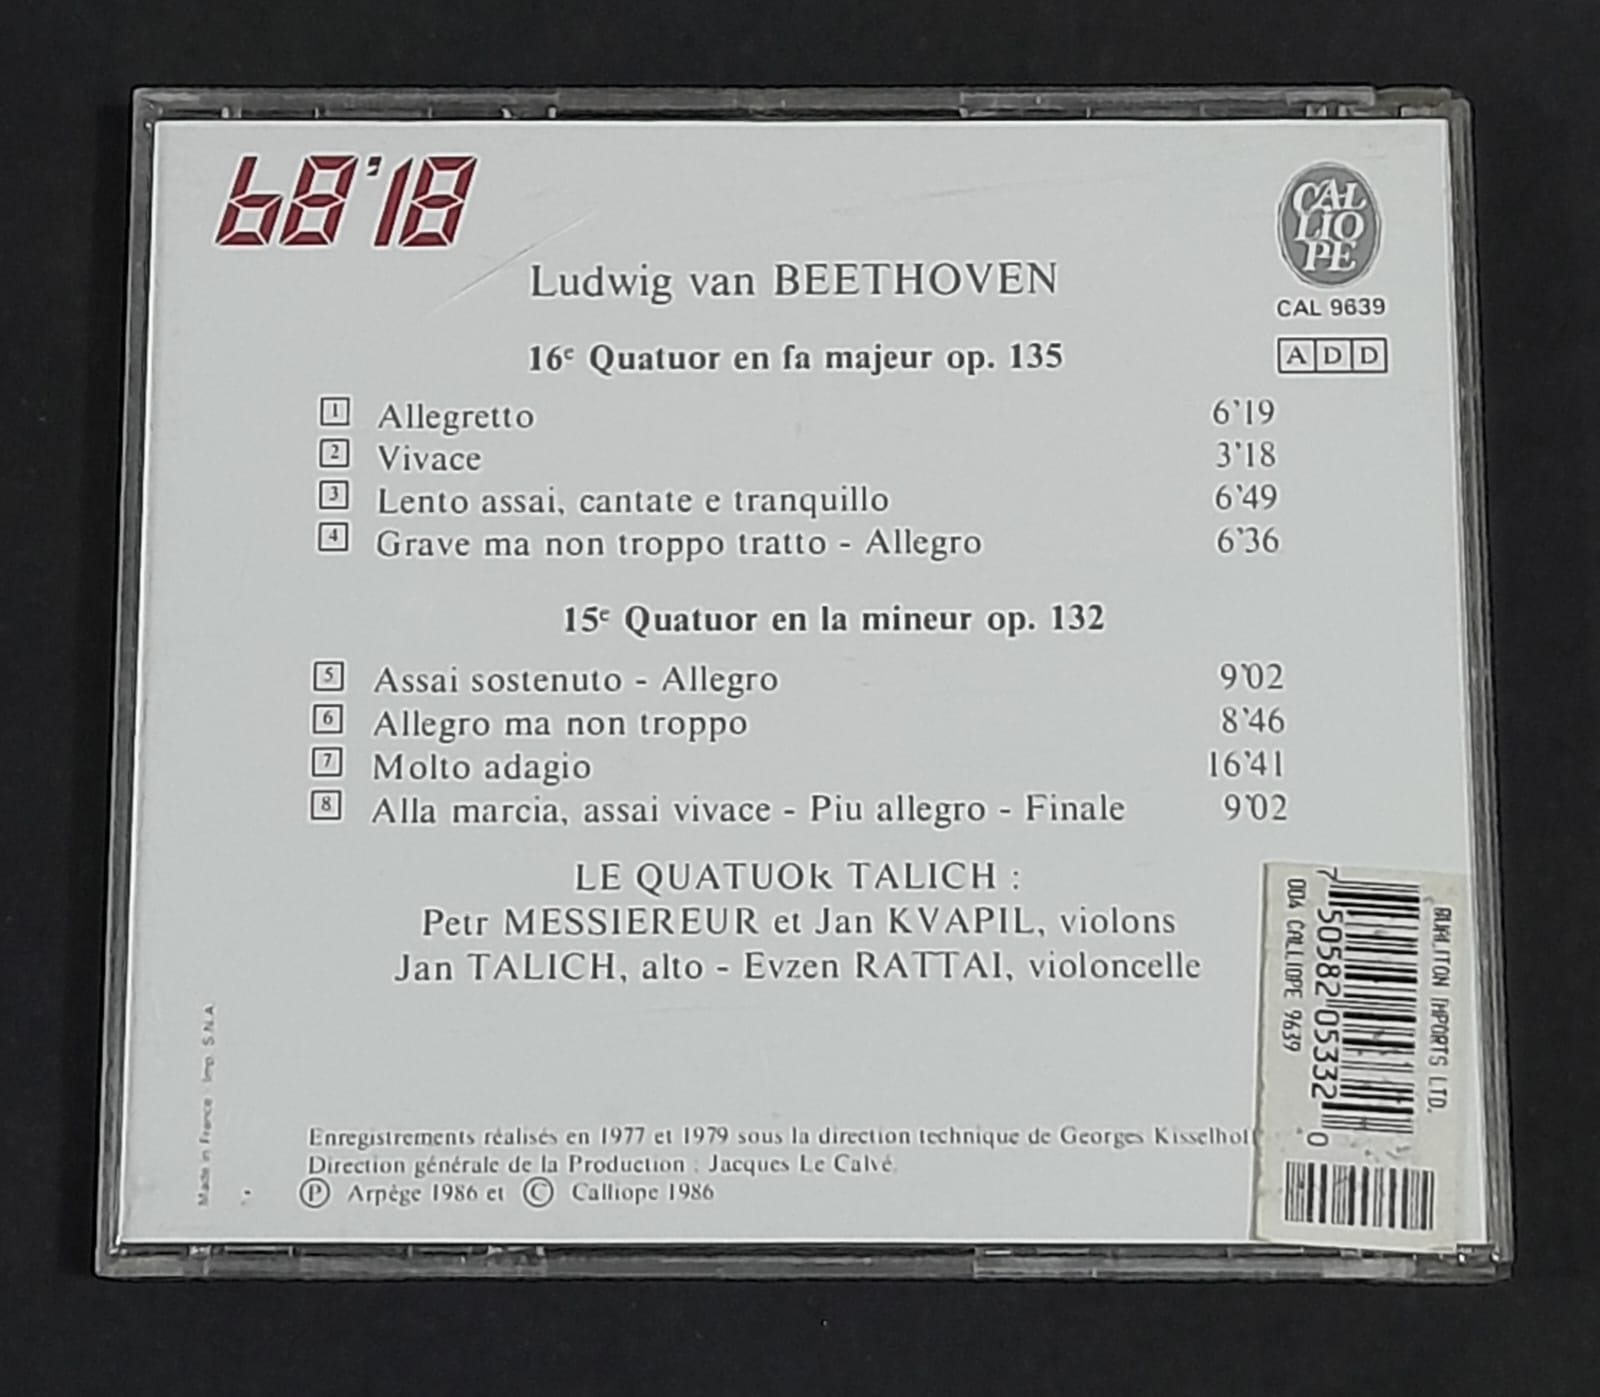 68'18
CAL
LIO
PE
CAL 9639
A D D
Ludwig van BEETHOVEN
16e Quatuor en fa majeur op. 135
1 Allegretto 6'19
2 Vivace 3'18
3 Lento assai, cantate e tranquillo 6'49
4 Grave ma non troppo tratto - Allegro 6'36
15e Quatuor en la mineur op. 132
5 Assai sostenuto - Allegro 9'02
6 Allegro ma non troppo 8'46
7 Molto adagio 16'41
8 Alla marcia, assai vivace - Piu allegro - Finale 9'02
LE QUATUOR TALICH :
Petr MESSIEREUR et Jan KVAPIL, violons
Jan TALICH, alto - Evzen RATTAI, violoncelle
Enregistrements réalisés en 1977 et 1979 sous la direction technique de Georges
Direction générale de la Production : Jacques Le Calvé.
Ⓟ Arpège 1986 et © Calliope 1986
Made in France Imp. S.N.A.
IMPORTS LTD.
7 50582 05332 0
004 CALLIOPE 9639